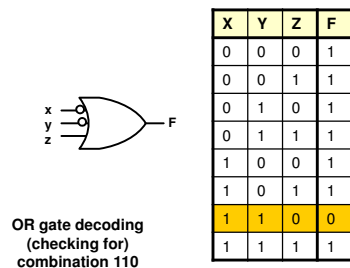 x
y
z
F
OR gate decoding
(checking for)
combination 110
X Y Z F
0 0 0 1
0 0 1 1
0 1 0 1
0 1 1 1
1 0 0 1
1 0 1 1
1 1 0 0
1 1 1 1